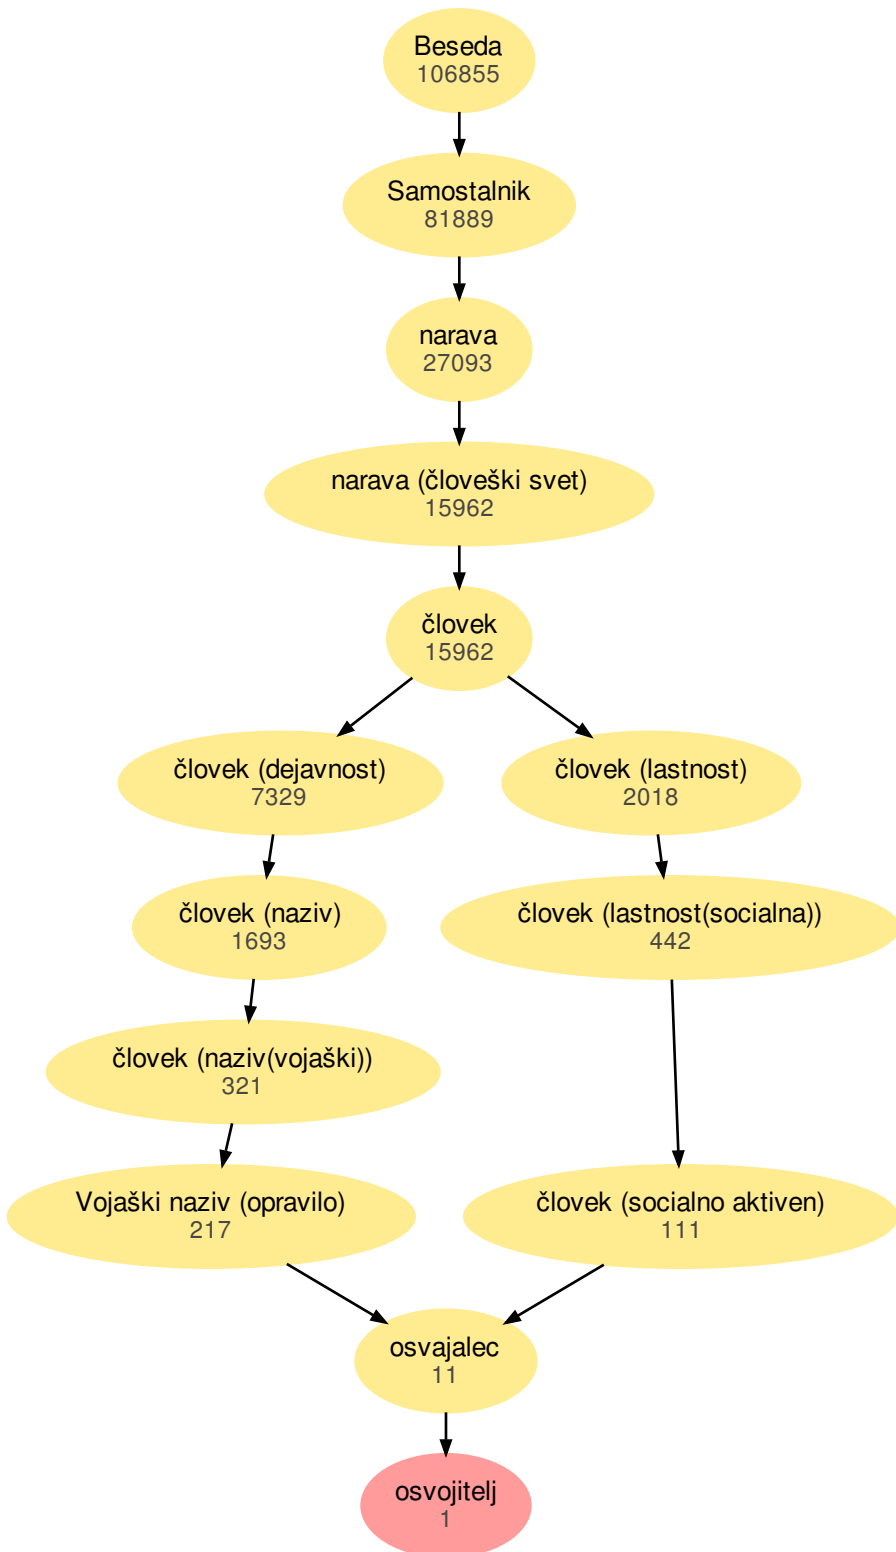 Beseda
106855
Samostalnik
81889
narava
27093
narava (človeški svet)
15962
človek
15962
človek (dejavnost)
7329
človek (lastnost)
2018
človek (naziv)
1693
človek (lastnost(socialna))
442
človek (naziv(vojaški))
321
Vojaški naziv (opravilo)
217
človek (socialno aktiven)
111
osvajalec
11
osvojitelj
1